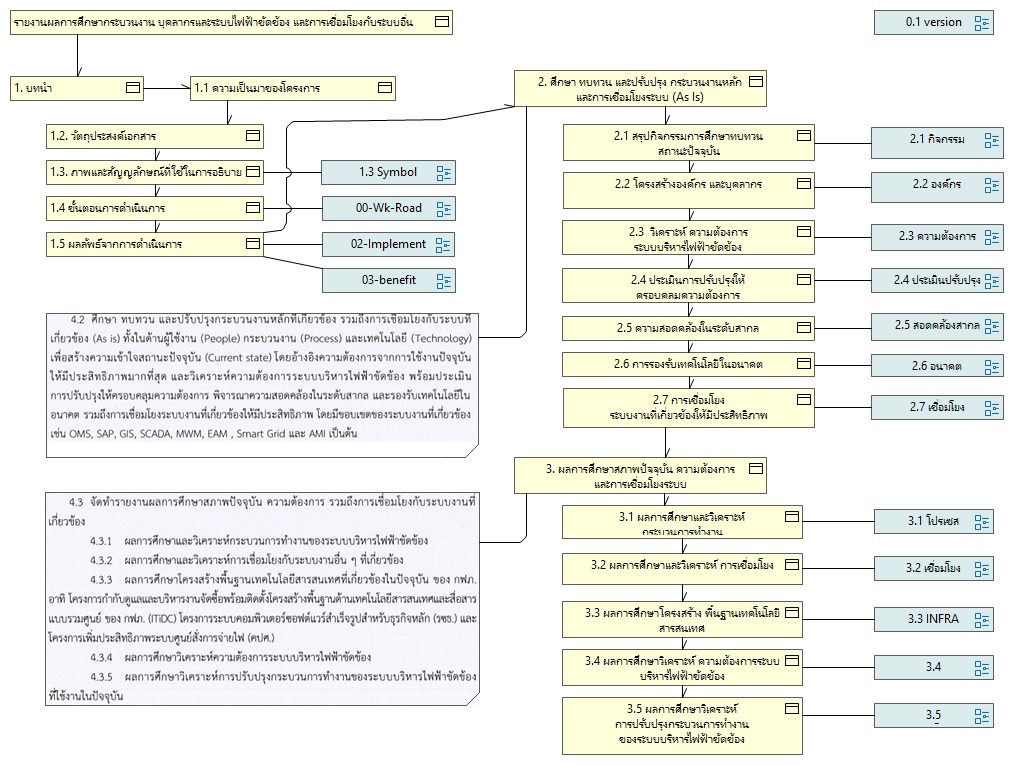 รายงานผลการศึกษากระบวนงาน บุคลากรและระบบไฟฟ้าขัดข้อง และการเชื่อมโยงกับระบบอื่น
0.1 version
1. บทนำ
1.1 ความเป็นมาของโครงการ
1.2. วัตถุประสงค์เอกสาร
1.3. ภาพและสัญญลักษณ์ที่ใช้ในการอธิบาย
1.3 Symbol
1.4 ขั้นตอนการดำเนินการ
00-Wk-Road
1.5 ผลลัพธ์จากการดำเนินการ
02-Implement
03-benefit
4.2 ศึกษา ทบทวน และปรับปรุงกระบวนงานหลักที่เกี่ยวข้อง รวมถึงการเชื่อมโยงกับระบบที่
เกี่ยวข้อง (As is) ทั้งในด้านผู้ใช้งาน (People) กระบวนงาน (Process) และเทคโนโลยี (Technology)
เพื่อสร้างความเข้าใจสถานะปัจจุบัน (Current state) โดยอ้างอิงความต้องการจากการใช้งานปัจจุบัน
ให้มีประสิทธิภาพมากที่สุด และวิเคราะห์ความต้องการระบบบริหารไฟฟ้าขัดข้อง พร้อมประเมิน
การปรับปรุงให้ครอบคลุมความต้องการ พิจารณาความสอดคล้องในระดับสากล และรองรับเทคโนโลยีใน
อนาคต รวมถึงการเชื่อมโยงระบบงานที่เกี่ยวข้องให้มีประสิทธิภาพ โดยมีขอบเขตของระบบงานที่เกี่ยวข้อง
เช่น OMS, SAP, GIS, SCADA, MWM, EAM , Smart Grid และ AMI เป็นต้น
4.3 จัดทำรายงานผลการศึกษาสภาพปัจจุบัน ความต้องการ รวมถึงการเชื่อมโยงกับระบบงานที่
เกี่ยวข้อง
4.3.1 ผลการศึกษาและวิเคราะห์กระบวนการทำงานของระบบบริหารไฟฟ้าขัดข้อง
4.3.2 ผลการศึกษาและวิเคราะห์การเชื่อมโยงกับระบบงานอื่น ๆ ที่เกี่ยวข้อง
4.3.3 ผลการศึกษาโครงสร้างพื้นฐานเทคโนโลยีสารสนเทศที่เกี่ยวข้องในปัจจุบัน ของ กฟภ.
อาทิ โครงการกำกับดูแลและบริหารงานจัดซื้อพร้อมติดตั้งโครงสร้างพื้นฐานด้านเทคโนโลยีสารสนเทศและสื่อสาร
แบบรวมศูนย์ ของ กฟภ. (ITiDC) โครงการระบบคอมพิวเตอร์ซอฟต์แวร์สำเร็จรูปสำหรับธุรกิจหลัก (รซธ.) และ
โครงการเพิ่มประสิทธิภาพระบบศูนย์สั่งการจ่ายไฟ (คปศ.)
4.3.4 ผลการศึกษาวิเคราะห์ความต้องการระบบบริหารไฟฟ้าขัดข้อง
4.3.5 ผลการศึกษาวิเคราะห์การปรับปรุงกระบวนการทำงานของระบบบริหารไฟฟ้าขัดข้อง
ที่ใช้งานในปัจจุบัน
2. ศึกษา ทบทวน และปรับปรุง กระบวนงานหลัก
และการเชื่อมโยงระบบ (As Is)
2.1 สรุปกิจกรรมการศึกษาทบทวน
สถานะปัจจุบัน
2.1 กิจกรรม
2.2 โครงสร้างองค์กร และบุคลากร
2.2 องค์กร
2.3 วิเคราะห์ ความต้องการ
ระบบบริหารไฟฟ้าขัดข้อง
2.3 ความต้องการ
2.4 ประเมินการปรับปรุงให้
ครอบคลุมความต้องการ
2.4 ประเมินปรับปรุง
2.5 ความสอดคล้องในระดับสากล
2.5 สอดคล้องสากล
2.6 การรองรับเทคโนโลยีในอนาคต
2.6 อนาคต
2.7 การเชื่อมโยง
ระบบงานที่เกี่ยวข้องให้มีประสิทธิภาพ
2.7 เชื่อมโยง
3. ผลการศึกษาสภาพปัจจุบัน ความต้องการ
และการเชื่อมโยงระบบ
3.1 ผลการศึกษาและวิเคราะห์
กระบวนการทำงาน
3.1 โปรเซส
3.2 ผลการศึกษาและวิเคราะห์ การเชื่อมโยง
3.2 เชื่อมโยง
3.3 ผลการศึกษาโครงสร้าง พื้นฐานเทคโนโลยี
สารสนเทศ
3.3 INFRA
3.4 ผลการศึกษาวิเคราะห์ ความต้องการระบบ
บริหารไฟฟ้าขัดข้อง
3.4
3.5 ผลการศึกษาวิเคราะห์
การปรับปรุงกระบวนการทำงาน
ของระบบบริหารไฟฟ้าขัดข้อง
3.5